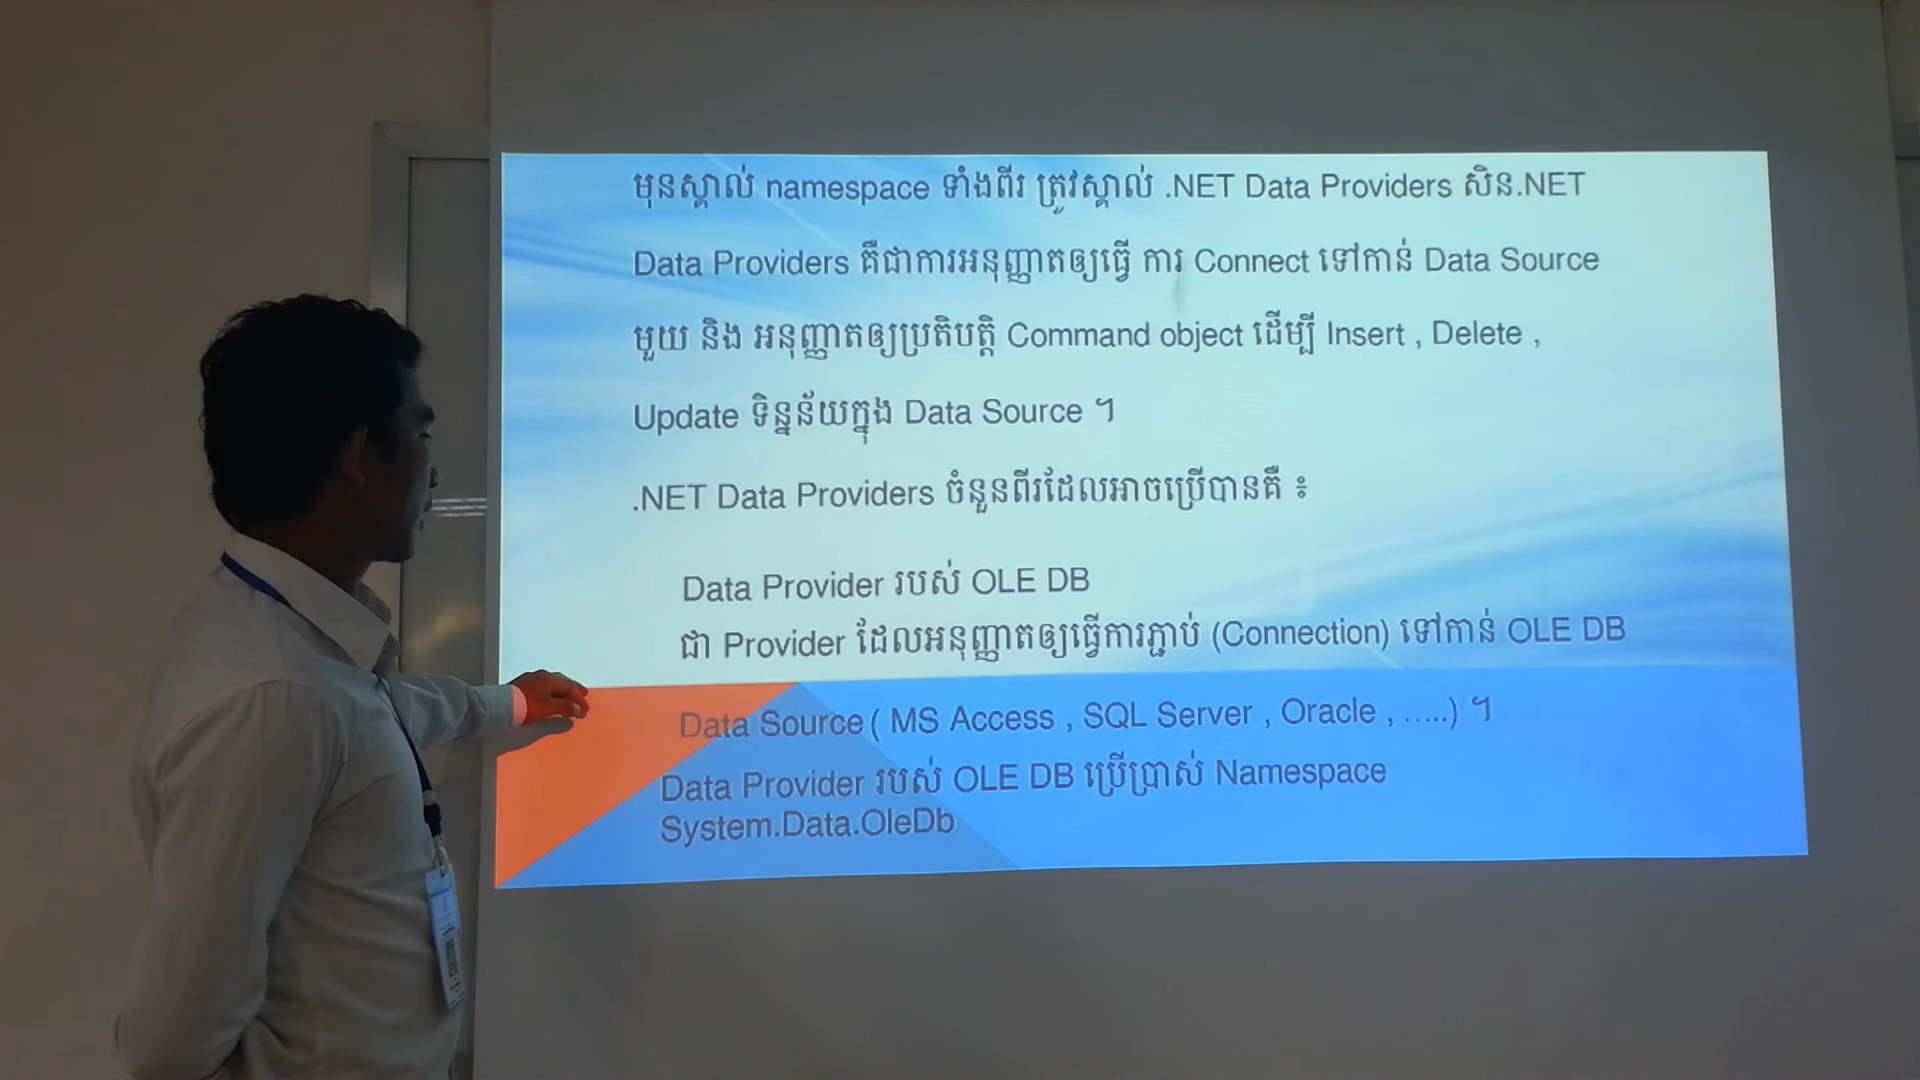 មុនស្គាល់ namespace ទាំងពីរ ត្រូវស្គាល់ .NET Data Providers សិន.NET
Data Providers គឺជាការអនុញ្ញាតឲ្យធ្វើ ការ Connect ទៅកាន់ Data Source
មួយ និង អនុញ្ញាតឲ្យប្រតិបត្តិ Command object ដើម្បី Insert , Delete ,
Update ទិន្នន័យក្នុង Data Source ។
.NET Data Providers ចំនួនពីរដែលអាចប្រើបានគឺ ៖
Data Provider របស់ OLE DB
ជា Provider ដែលអនុញ្ញាតឲ្យធ្វើការភ្ជាប់ (Connection) ទៅកាន់ OLE DB
Data Source ( MS Access , SQL Server , Oracle , …..) ។
Data Provider របស់ OLE DB ប្រើប្រាស់ Namespace
System.Data.OleDb